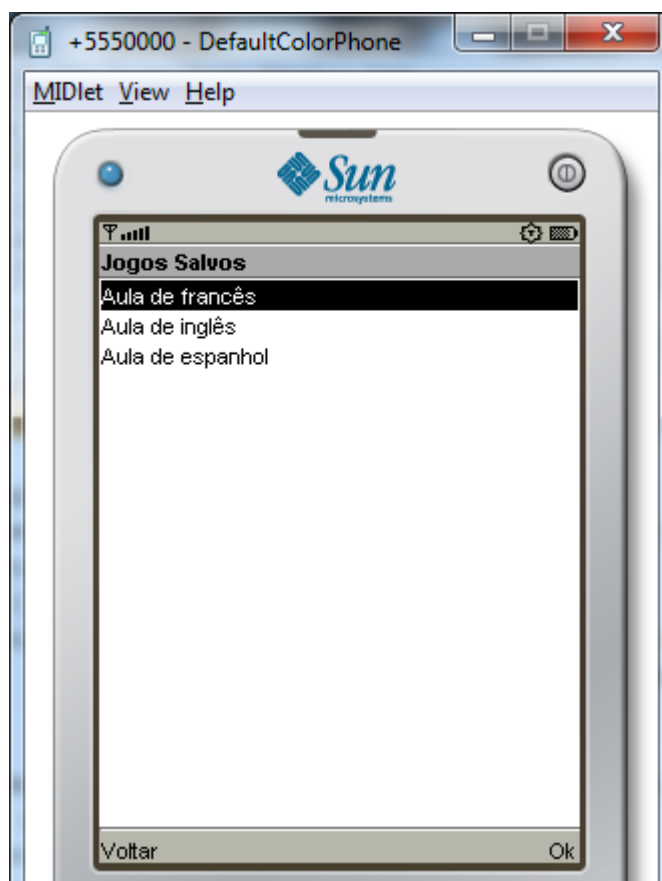 +5550000 - DefaultColorPhone
MIDlet View Help
Sun
microsystems
Jogos Salvos
Aula de francês
Aula de inglês
Aula de espanhol
Voltar Ok